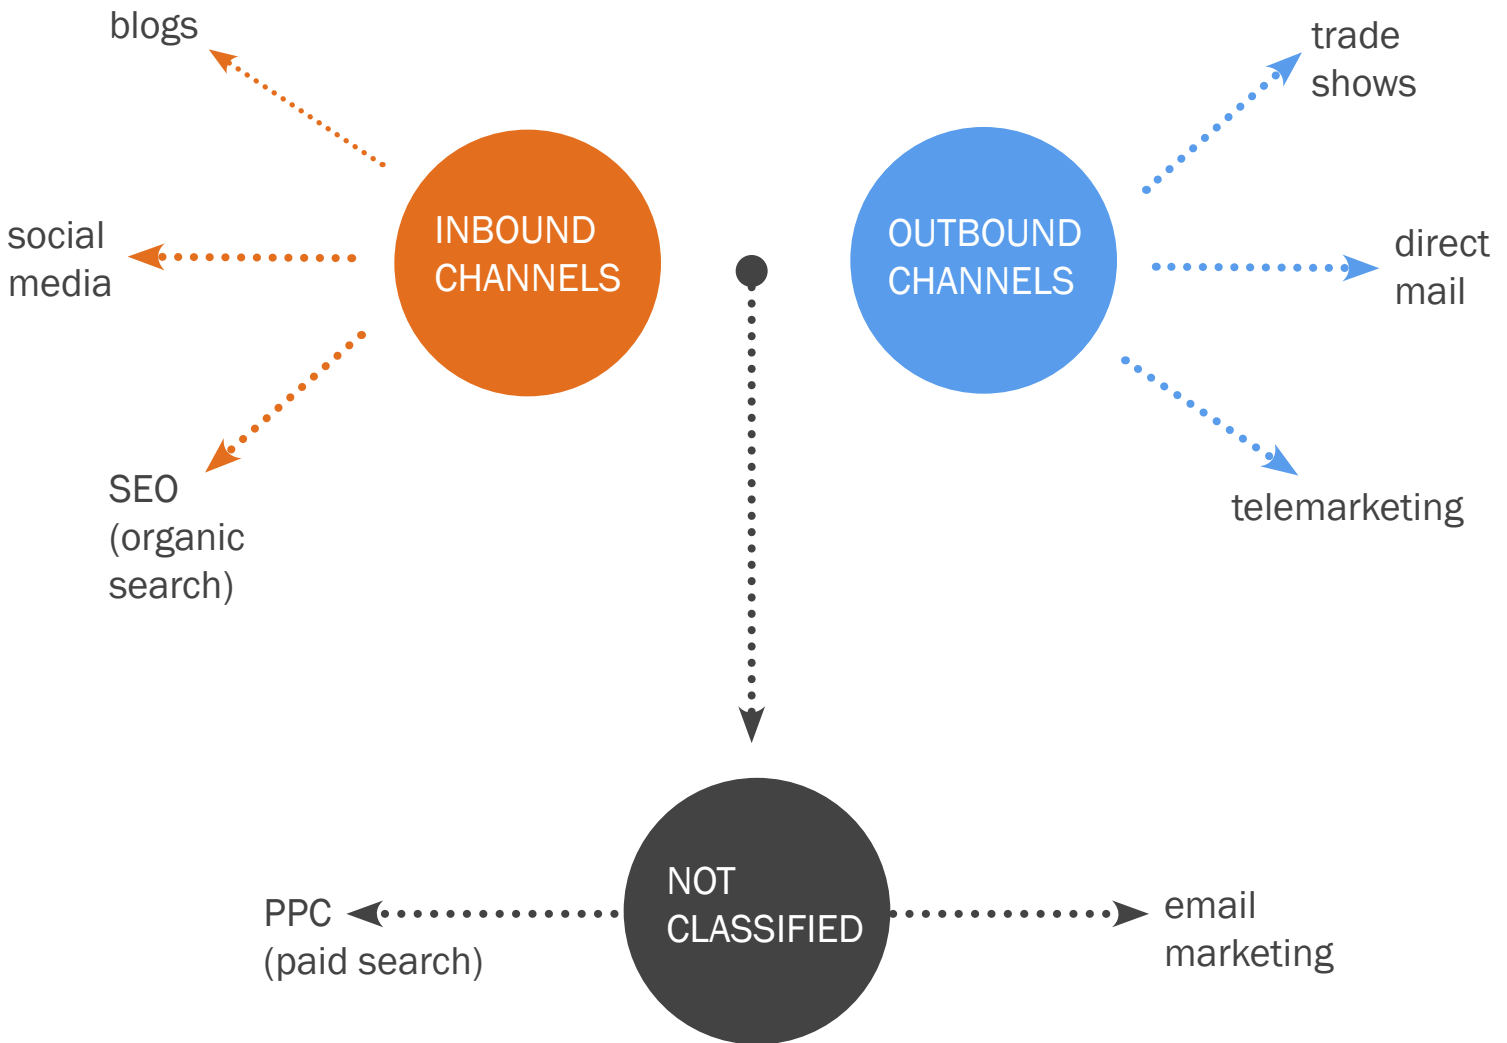 blogs
social
media
SEO
(organic
search)
INBOUND
CHANNELS
OUTBOUND
CHANNELS
trade
shows
direct
mail
telemarketing
NOT
CLASSIFIED
PPC
(paid search)
email
marketing